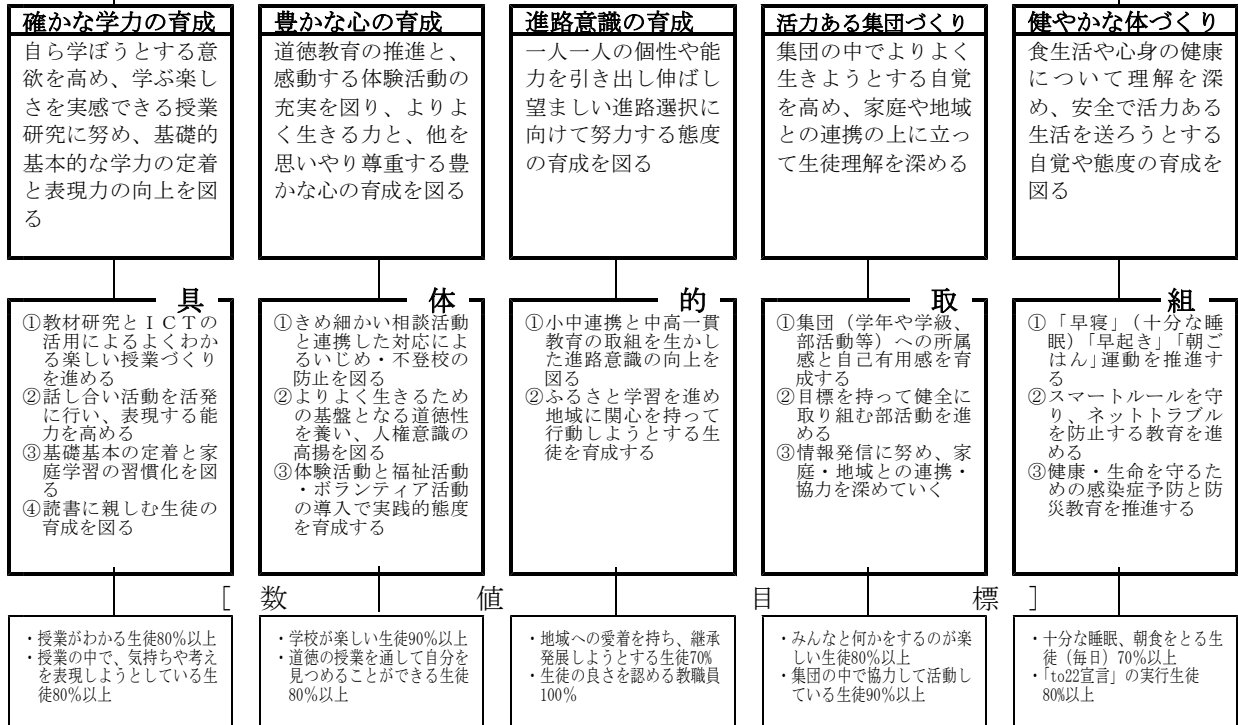 確かな学力の育成
自ら学ぼうとする意
欲を高め、学ぶ楽し
さを実感できる授業
研究に努め、基礎的
基本的な学力の定着
と表現力の向上を図
る
豊かな心の育成
道徳教育の推進と、
感動する体験活動の
充実を図り、よりよ
く生きる力と、他を
思いやり尊重する豊
かな心の育成を図る
進路意識の育成
一人一人の個性や能
力を引き出し伸ばし
望ましい進路選択に
向けて努力する態度
の育成を図る
活力ある集団づくり
集団の中でよりよく
生きようとする自覚
を高め、家庭や地域
との連携の上に立っ
て生徒理解を深める
健やかな体づくり
食生活や心身の健康
について理解を深
め、安全で活力ある
生活を送ろうとする
自覚や態度の育成を
図る
具 体 的 取 組
①教材研究とＩＣＴの
活用によるよくわか
る楽しい授業づくり
を進める
②話し合い活動を活発
に行い、表現する能
力を高める
③基礎基本の定着と家
庭学習の習慣化を図
る
④読書に親しむ生徒の
育成を図る
①きめ細かい相談活動
と連携した対応によ
るいじめ・不登校の
防止を図る
②よりよく生きるため
の基盤となる道徳性
を養い、人権意識の
高揚を図る
③体験活動と福祉活動
・ボランティア活動
の導入で実践的態度
を育成する
①小中連携と中高一貫
教育の取組を生かし
た進路意識の向上を
図る
②ふるさと学習を進め
地域に関心を持って
行動しようとする生
徒を育成する
①集団（学年や学級、
部活動等）への所属
感と自己有用感を育
成する
②目標を持って健全に
取り組む部活動を進
める
③情報発信に努め、家
庭・地域との連携・
協力を深めていく
①「早寝」（十分な睡
眠）「早起き」「朝ご
はん」運動を推進す
る
②スマートルールを守
り、ネットトラブル
を防止する教育を進
める
③健康・生命を守るた
めの感染症予防と防
災教育を推進する
［ 数 値 目 標 ］
・授業がわかる生徒80％以上
・授業の中で、気持ちや考え
を表現しようとしている生
徒80％以上
・学校が楽しい生徒90％以上
・道徳の授業を通して自分を
見つめることができる生徒
80％以上
・地域への愛着を持ち、継承
発展しようとする生徒70％
・生徒の良さを認める教職員
100％
・みんなと何かをするのが楽
しい生徒80％以上
・集団の中で協力して活動し
ている生徒90％以上
・十分な睡眠、朝食をとる生
徒（毎日）70％以上
・「to22宣言」の実行生徒
80％以上